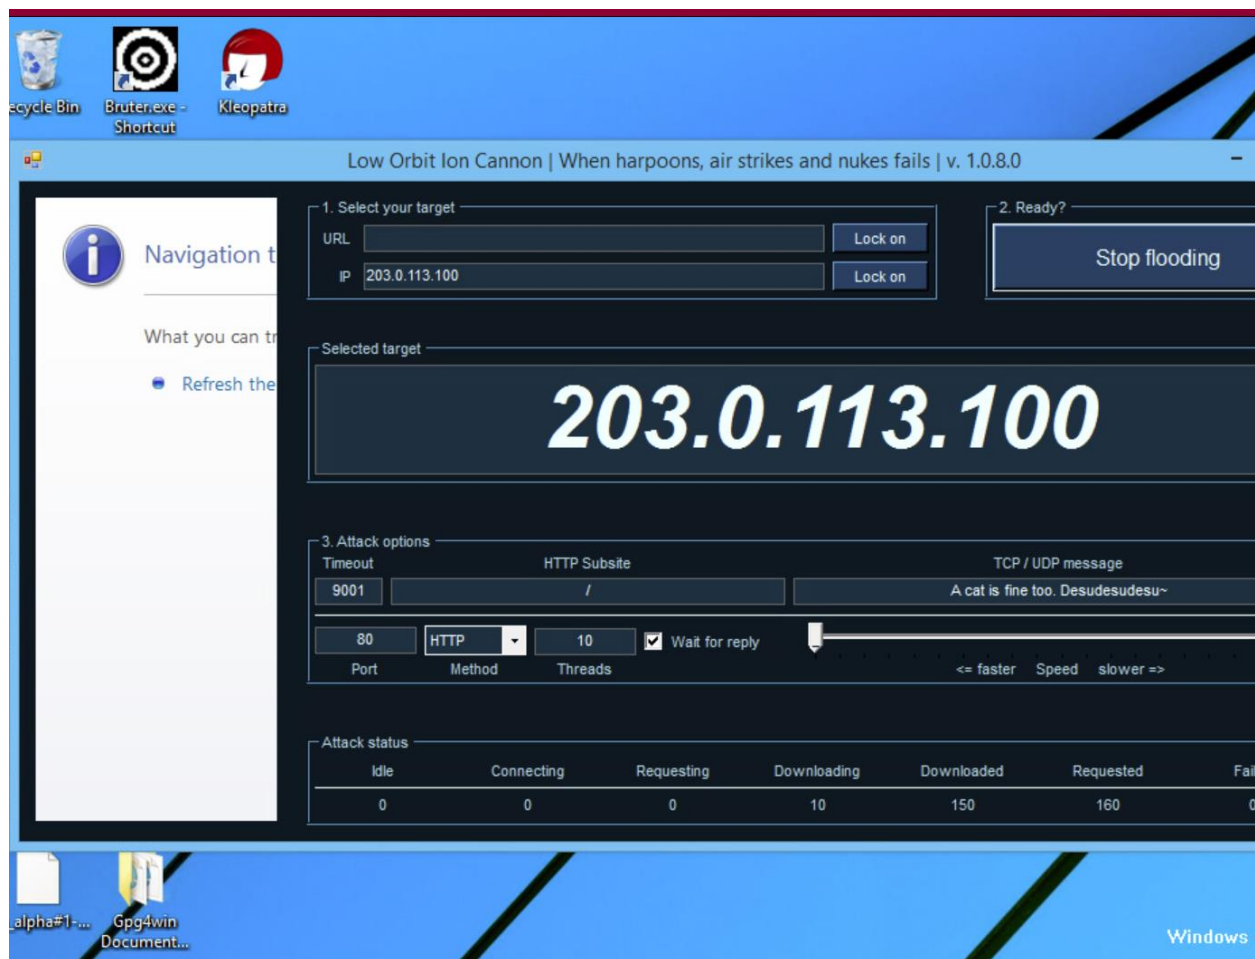 ecycle Bin
Bruter.exe -
Shortcut
Kleopatra
Low Orbit Ion Cannon | When harpoons, air strikes and nukes fails | v. 1.0.8.0
Navigation t
What you can tr
Refresh the
1. Select your target
URL
Lock on
IP
203.0.113.100
Lock on
2. Ready?
Stop flooding
Selected target
203.0.113.100
3. Attack options
Timeout
HTTP Subsite
TCP / UDP message
9001
/
A cat is fine too. Desudesudesu~
80
HTTP
10
Wait for reply
Port
Method
Threads
<= faster
Speed
slower =>
Attack status
Idle
Connecting
Requesting
Downloading
Downloaded
Requested
Fail
0
0
0
10
150
160
0
_alpha#1-...
Gpg4win
Document...
Windows